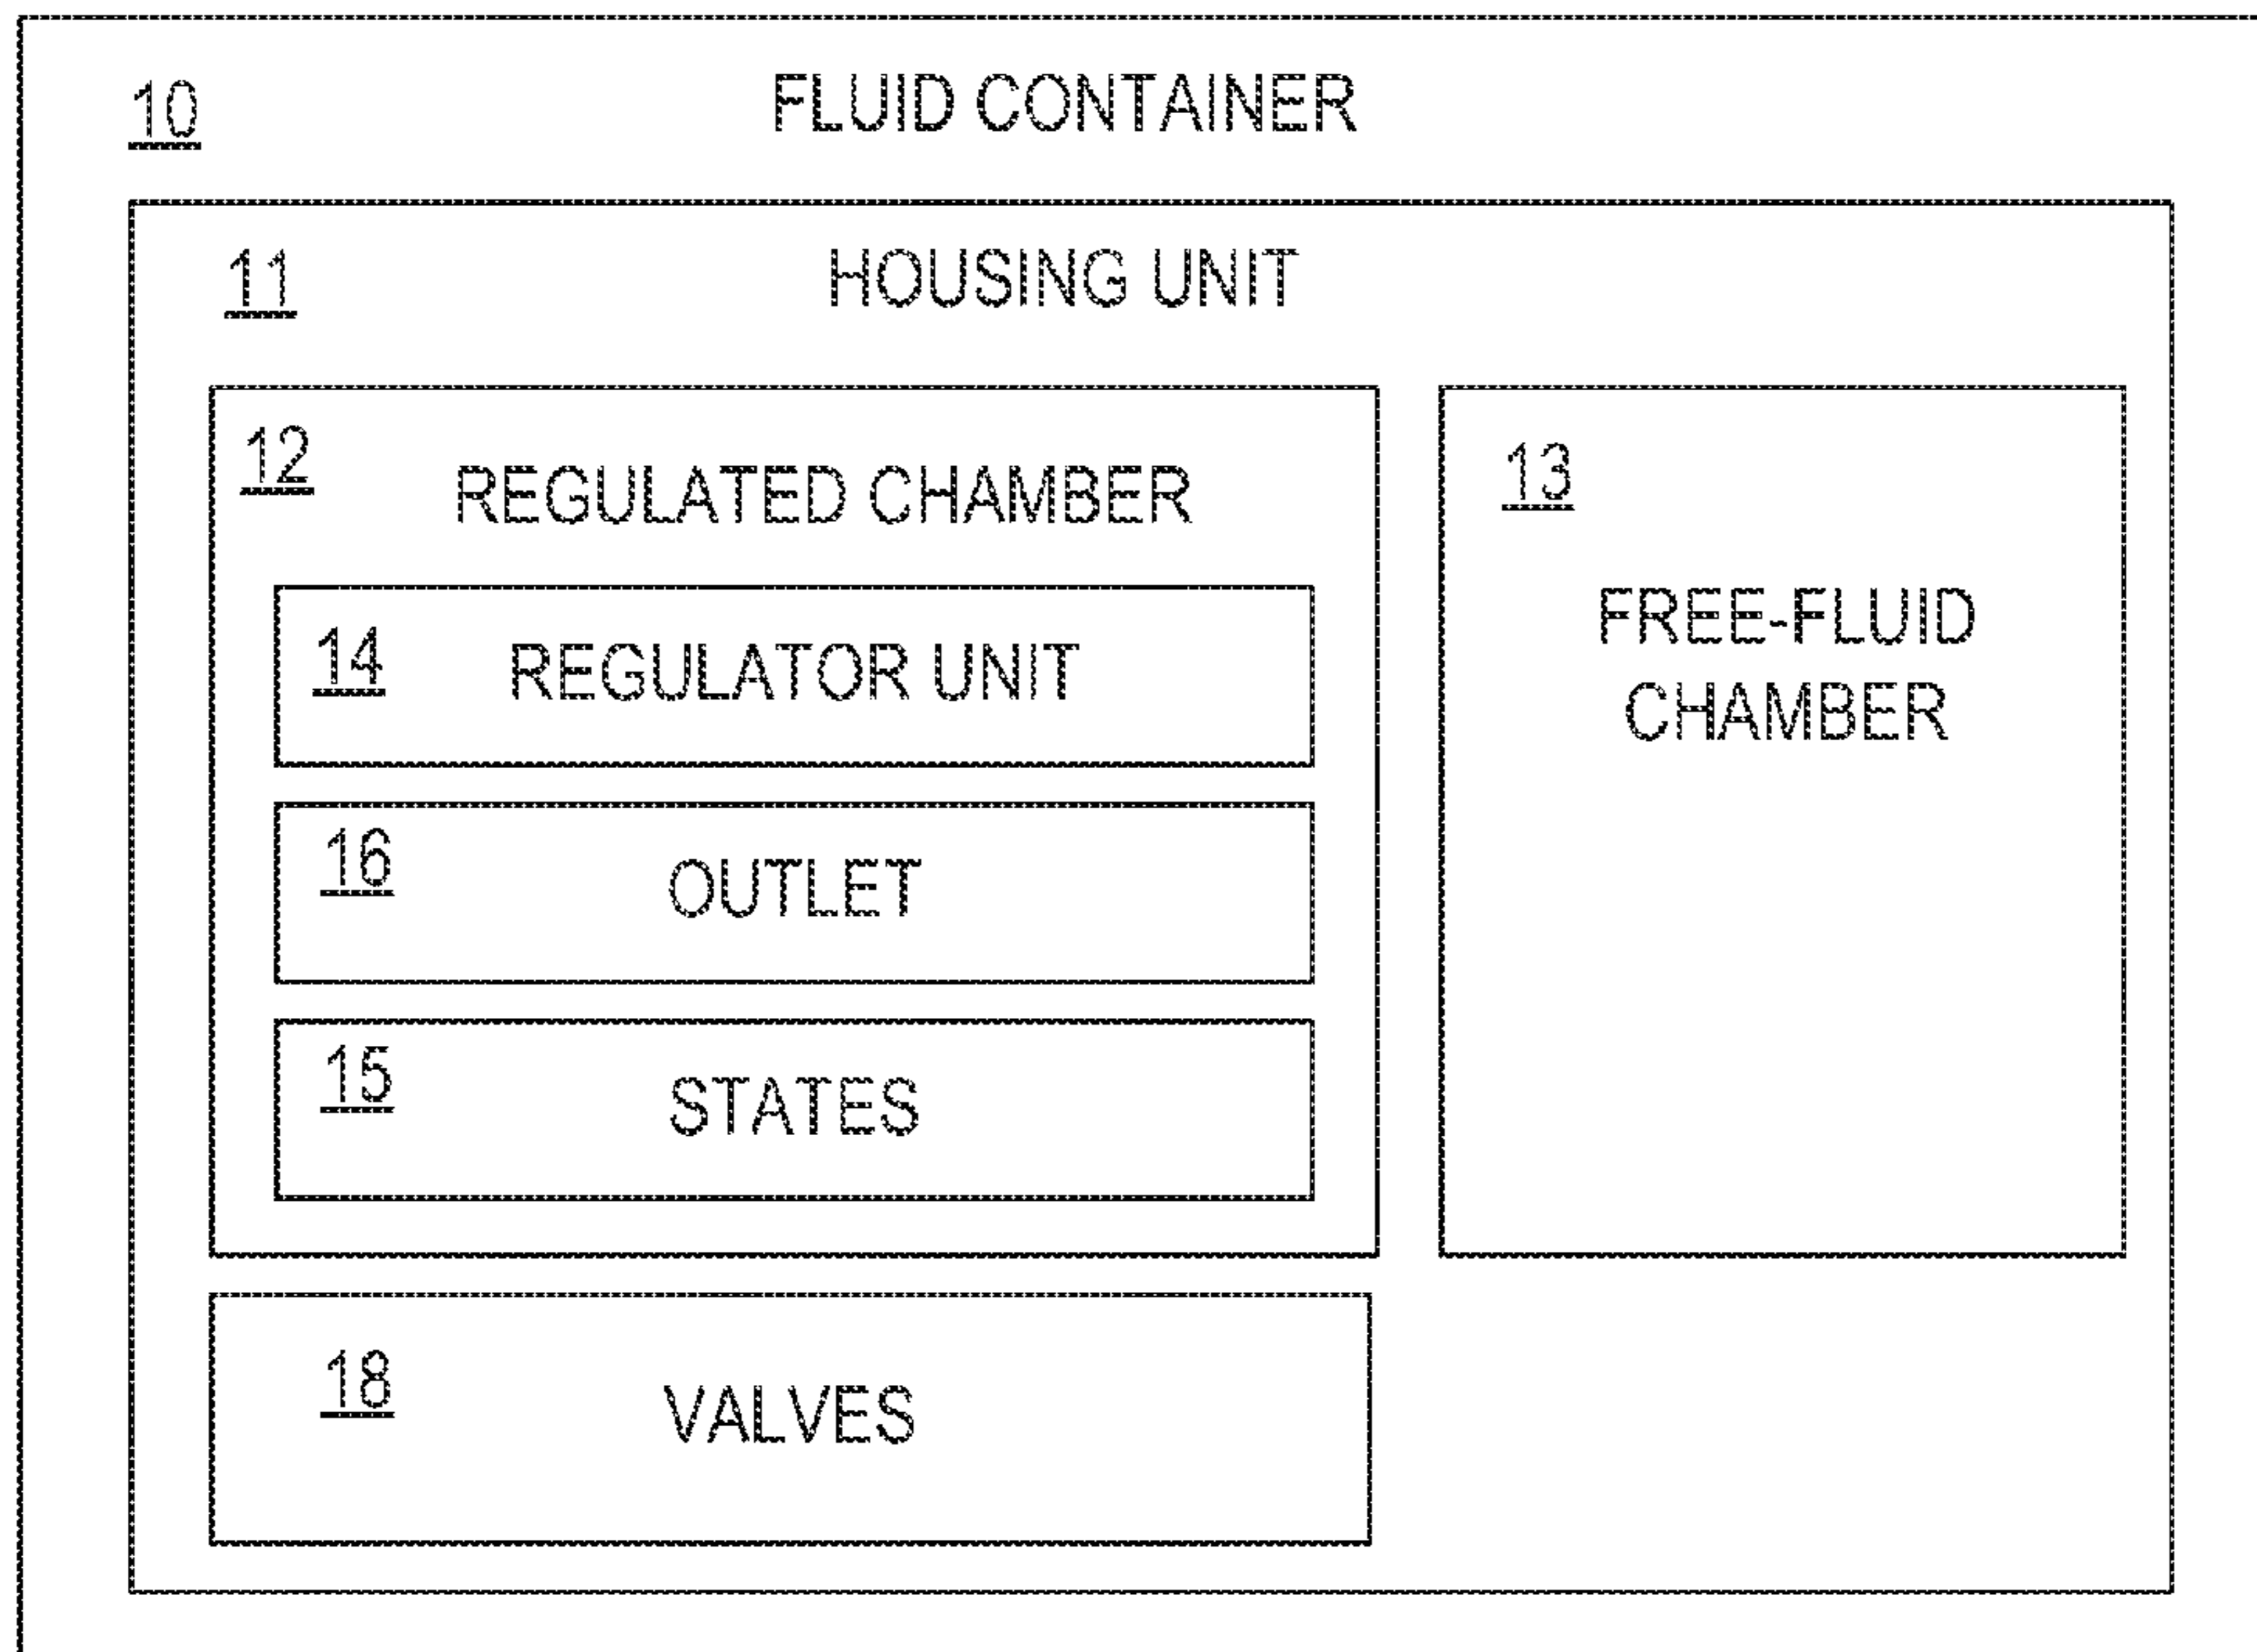 10 FLUID CONTAINER
11 HOUSING UNIT
12 REGULATED CHAMBER
14 REGULATOR UNIT
16 OUTLET
15 STATES
13
FREE-FLUID
CHAMBER
18 VALVES